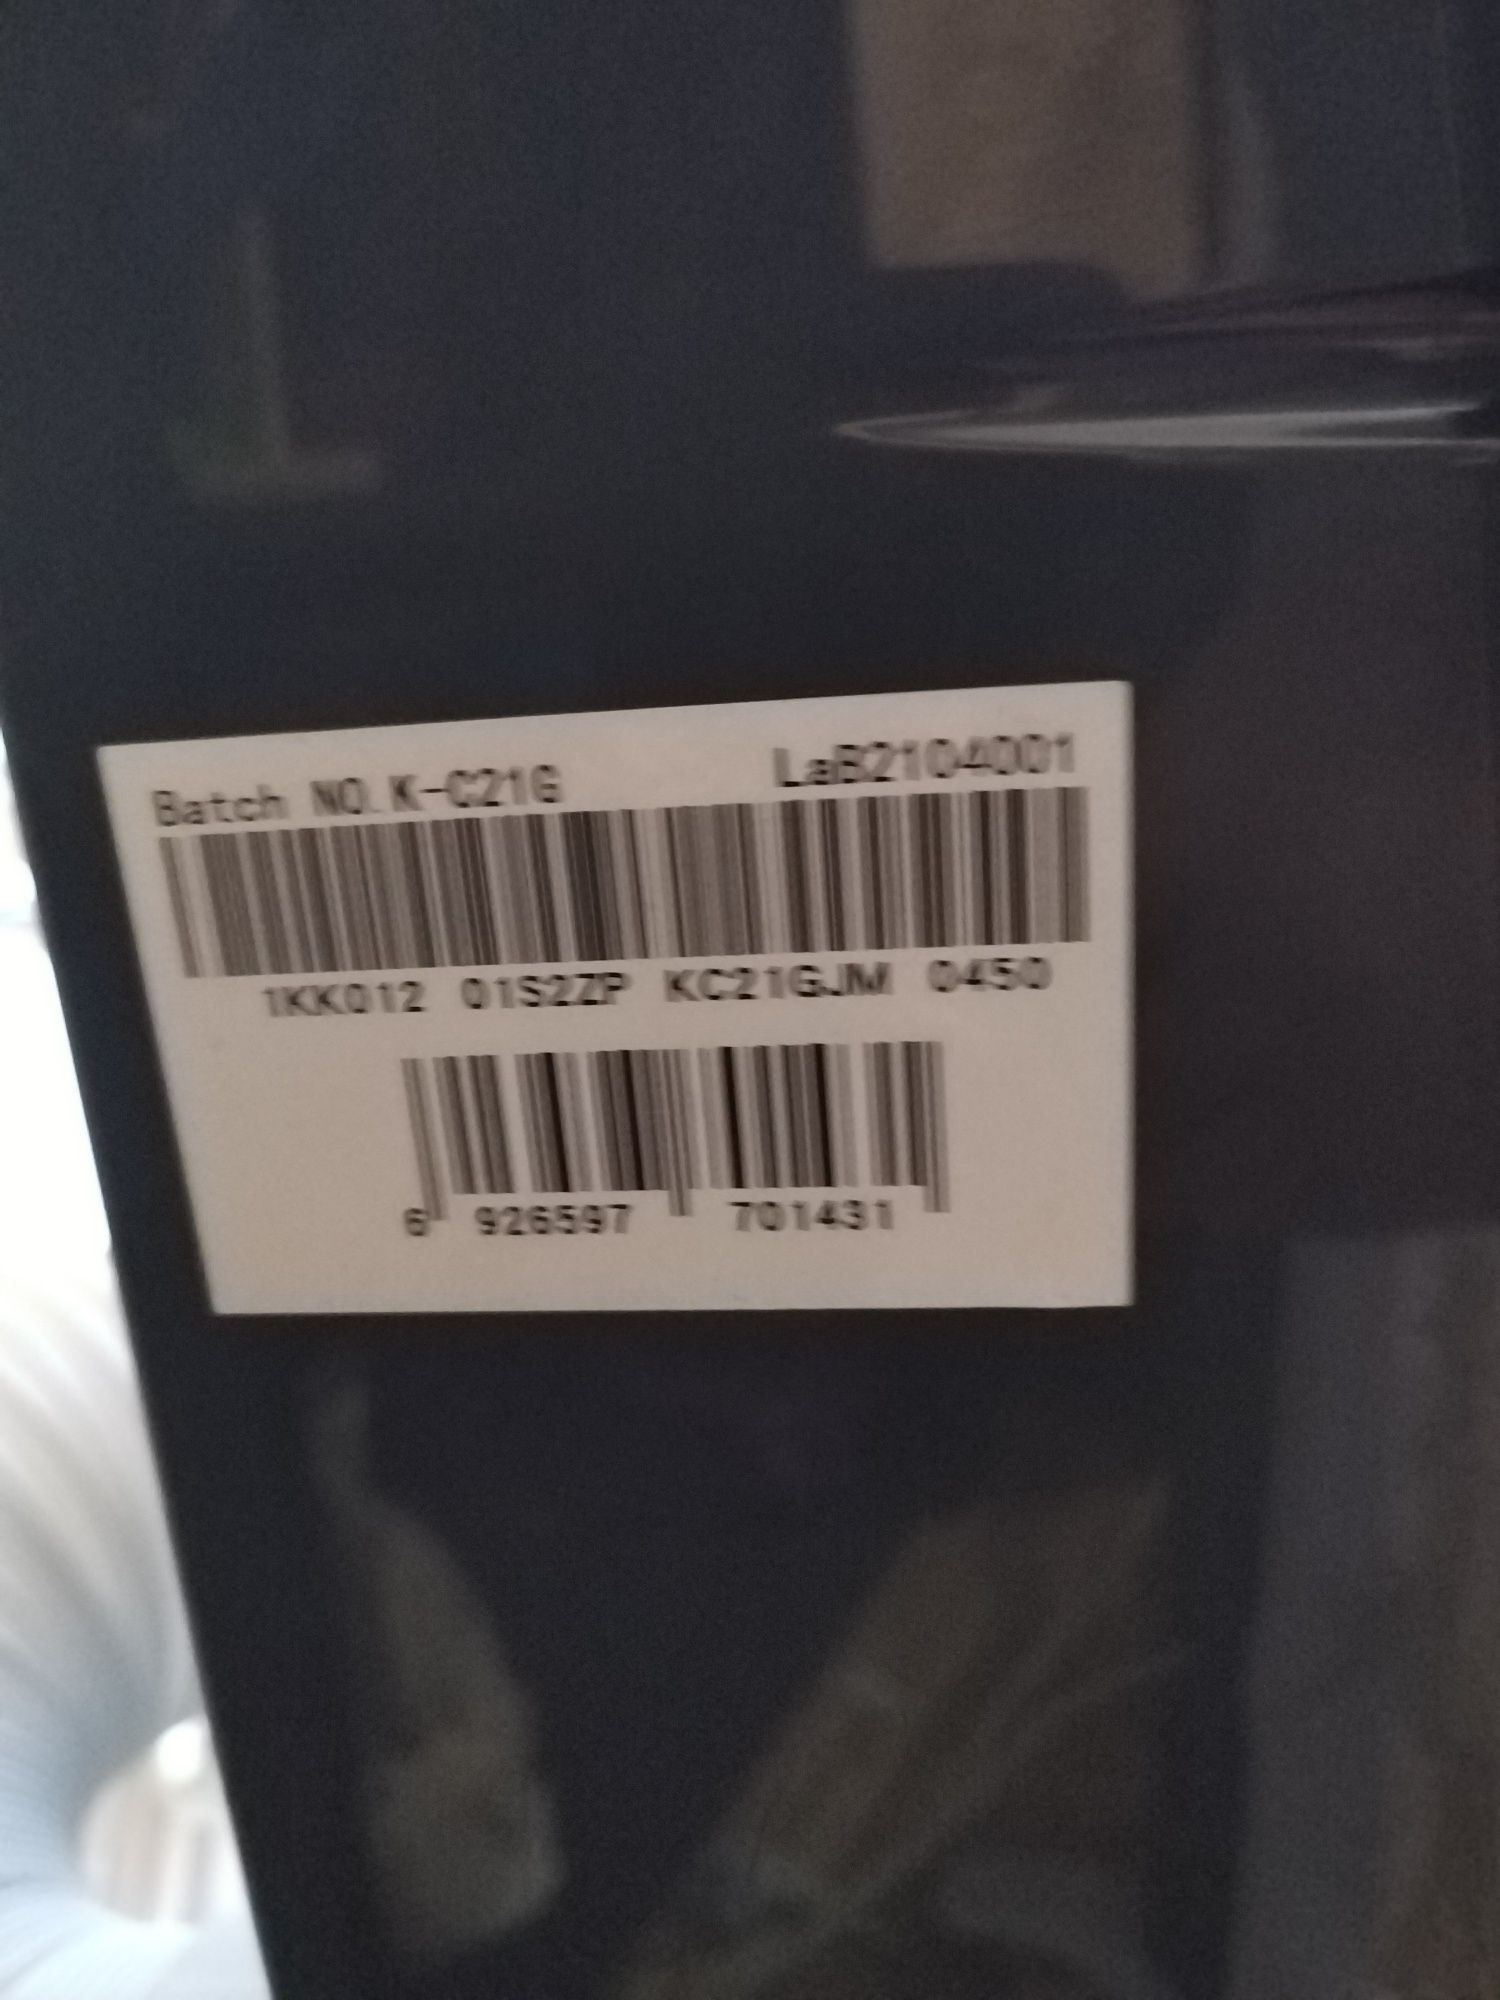 Batch NO.K-C21G LaB2104001
1KK012 01S2ZP KC21GJM 0450
6 926597 701431